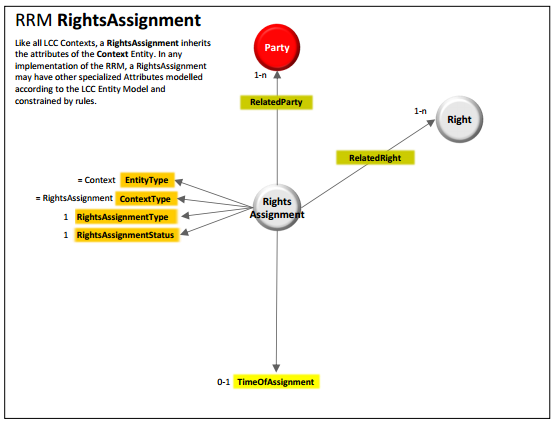 RRM RightsAssignment
Like all LCC Contexts, a RightsAssignment inherits
the attributes of the Context Entity. In any
implementation of the RRM, a RightsAssignment
may have other specialized Attributes modelled
according to the LCC Entity Model and
constrained by rules.
Party
1-n
RelatedParty
1-n
Right
RelatedRight
= Context EntityType
= RightsAssignment ContextType
1 RightsAssignmentType
1 RightsAssignmentStatus
Rights
Assignment
0-1 TimeOfAssignment